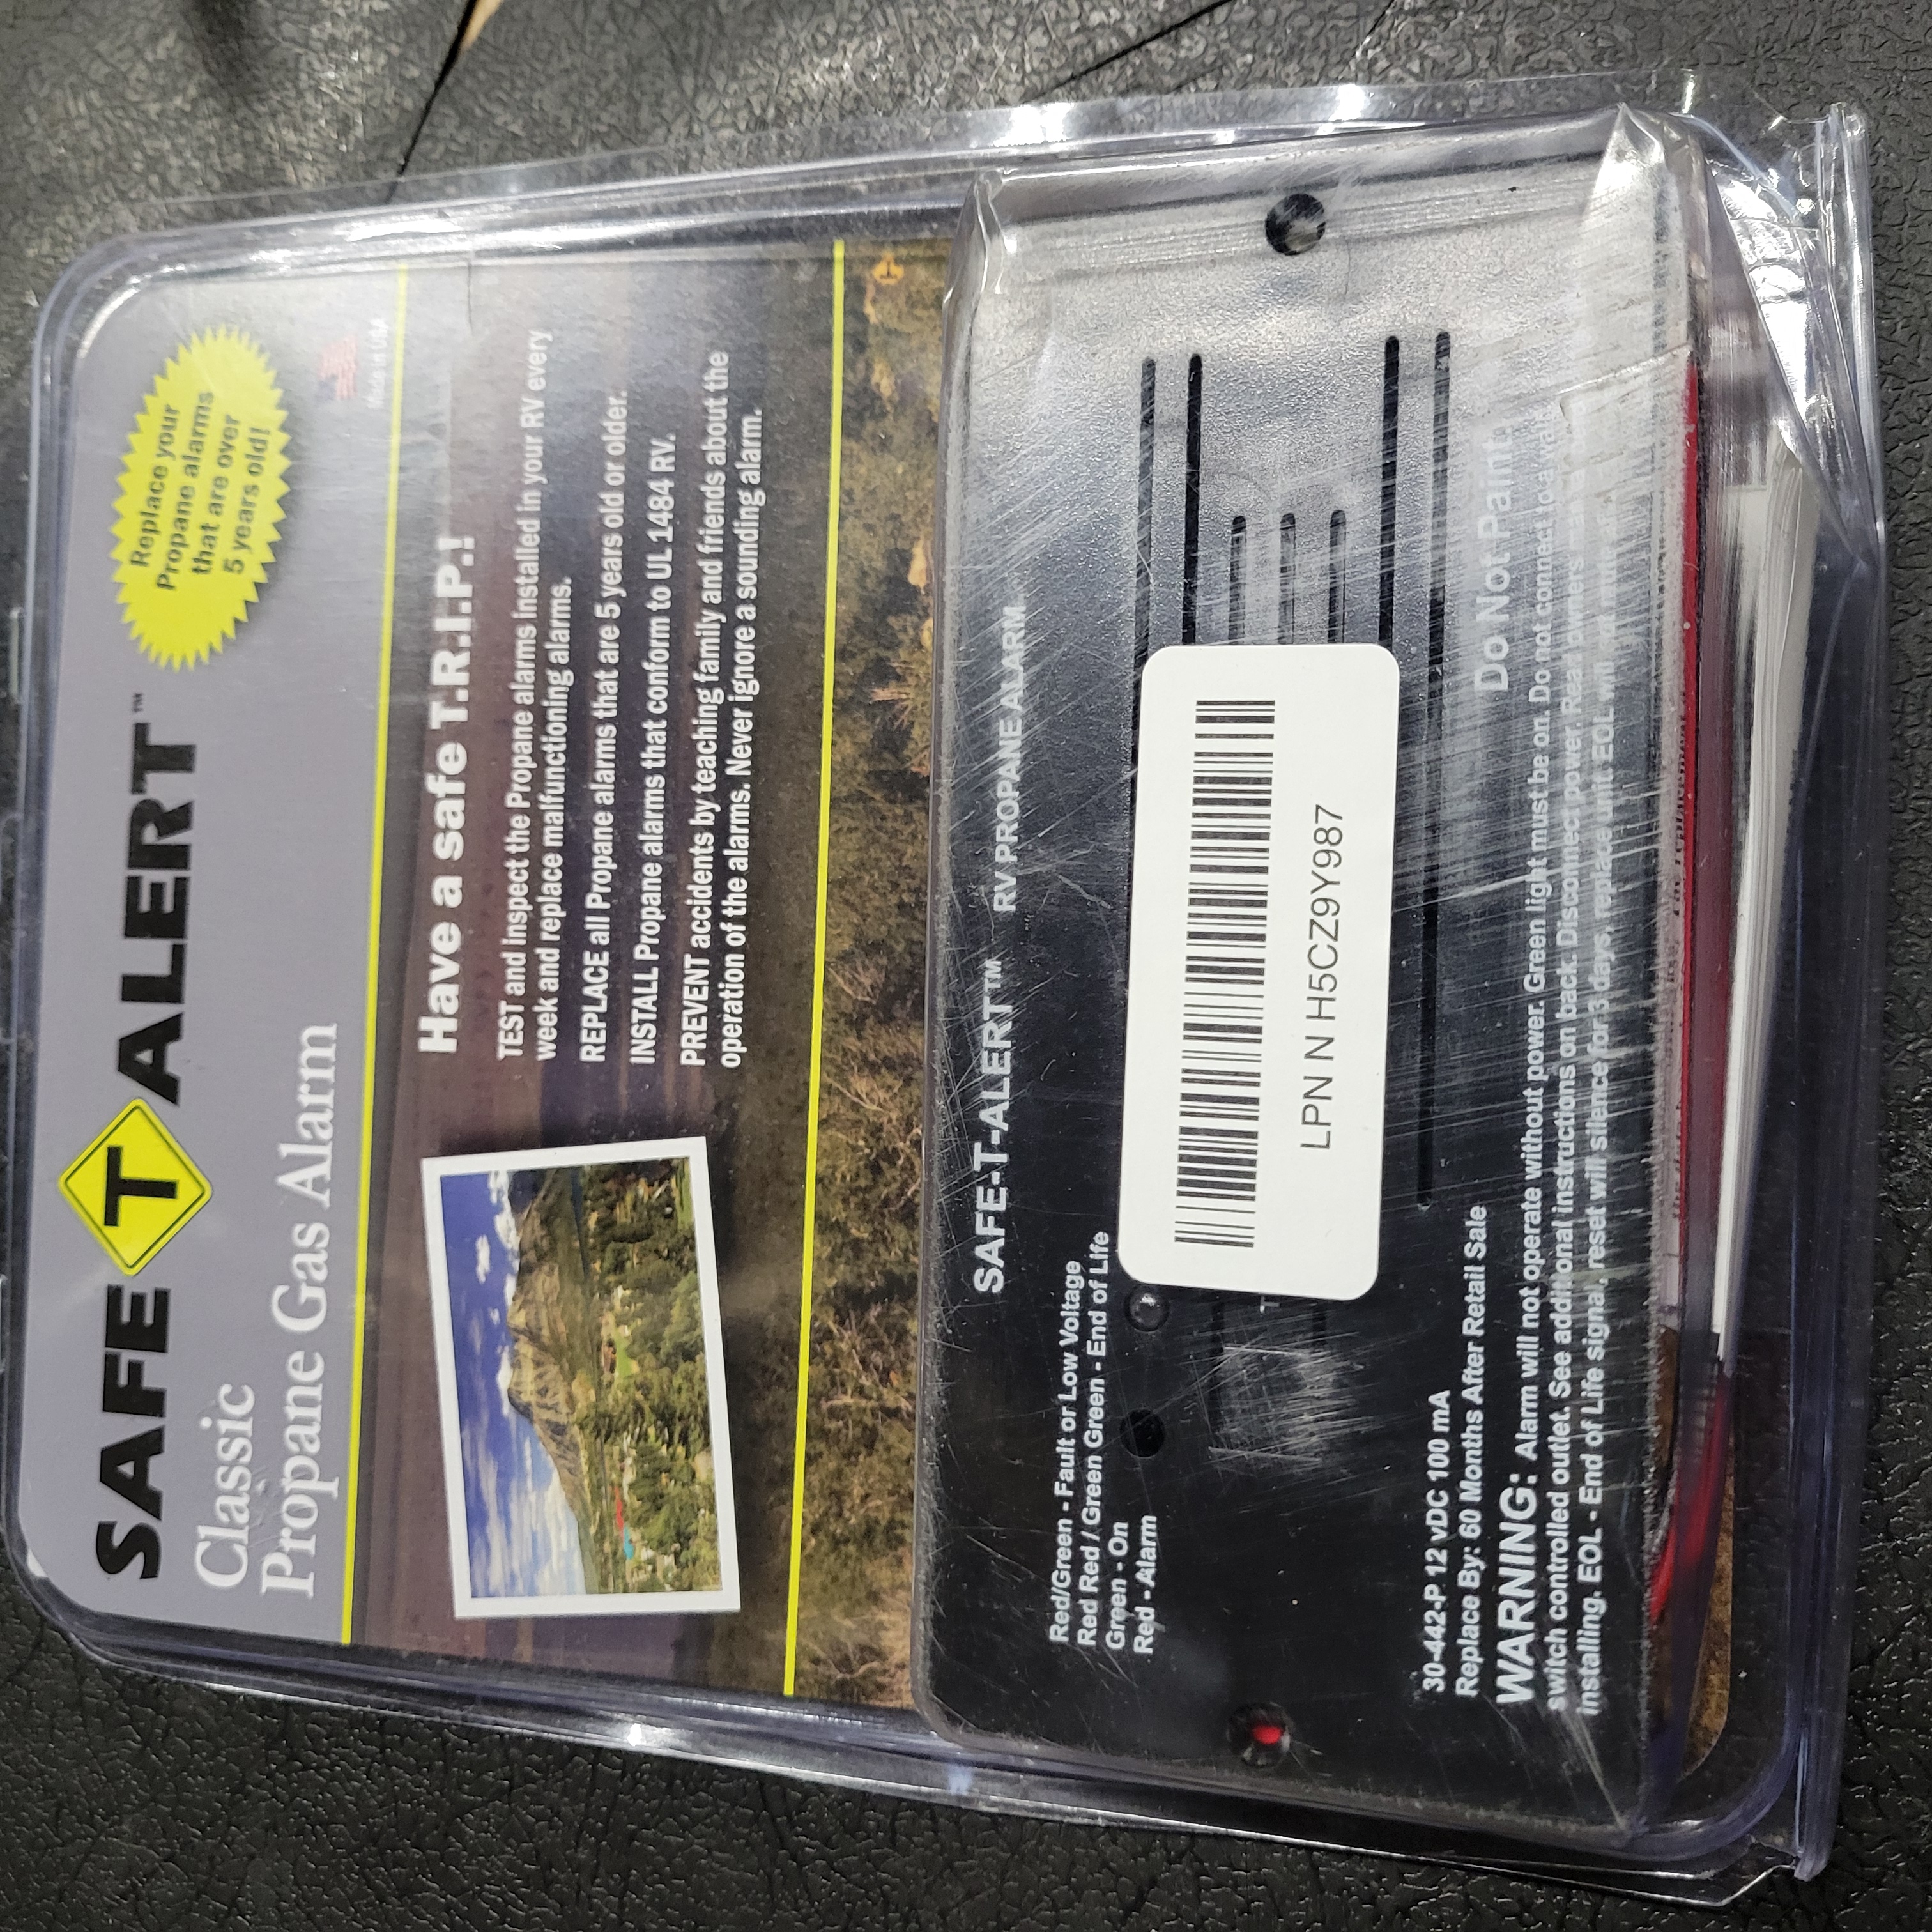 SAFE T ALERT™
Classic
Propane Gas Alarm
Replace your
Propane alarms
that are over
5 years old!
Made in USA
Have a safe T.R.I.P.!
TEST and inspect the Propane alarms installed in your RV every
week and replace malfunctioning alarms.
REPLACE all Propane alarms that are 5 years old or older.
INSTALL Propane alarms that conform to UL 1484 RV.
PREVENT accidents by teaching family and friends about the
operation of the alarms. Never ignore a sounding alarm.
SAFE-T-ALERT™ RV PROPANE ALARM
Red/Green - Fault or Low Voltage
Red Red / Green Green - End of Life
Green - On
Red - Alarm
LPN N H5CZ9Y987
30-442-P 12 vDC 100 mA
Replace By: 60 Months After Retail Sale
Do Not Paint
WARNING: Alarm will not operate without power. Green light must be on. Do not connect to a
switch controlled outlet. See additional instructions on back. Disconnect power. Read owners
installing. EOL - End of Life signal, reset will silence for 3 days, replace unit. EOL will